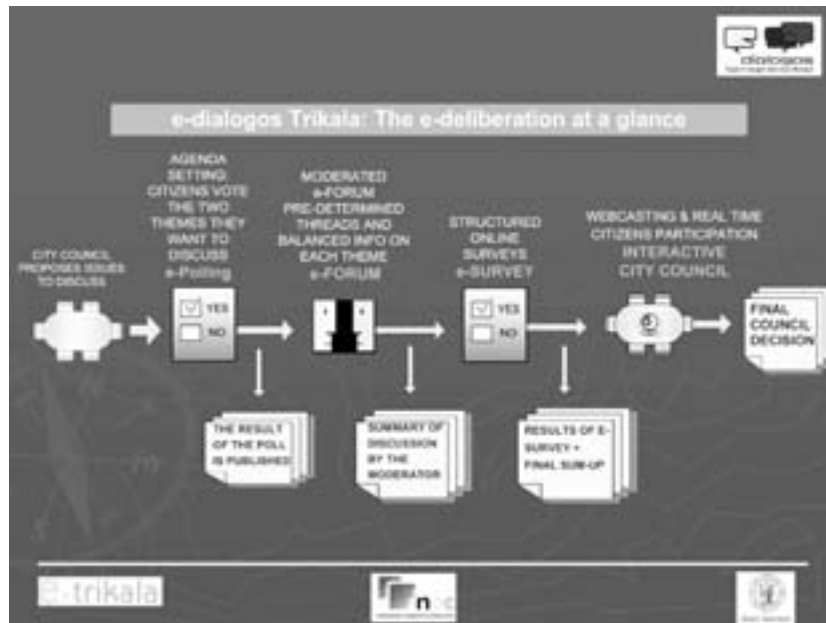 e-dialogos Trikala: The e-deliberation at a glance
CITY COUNCIL
PROPOSES ISSUES
TO DISCUSS
AGENDA
SETTING:
CITIZENS VOTE
THE TWO
THEMES THEY
WANT TO
DISCUSS
e-Polling
MODERATED
e-FORUM
PRE-DETERMINED
THREADS AND
BALANCED INFO ON
EACH THEME
e-FORUM
STRUCTURED
ONLINE
SURVEYS
e-SURVEY
WEBCASTING & REAL TIME
CITIZENS PARTICIPATION
INTERACTIVE
CITY COUNCIL
YES
NO
YES
NO
FINAL
COUNCIL
DECISION
THE RESULT
OF THE POLL
IS PUBLISHED
SUMMARY OF
DISCUSSION
BY THE
MODERATOR
RESULTS OF E-
SURVEY +
FINAL SUM-UP
e-trikala